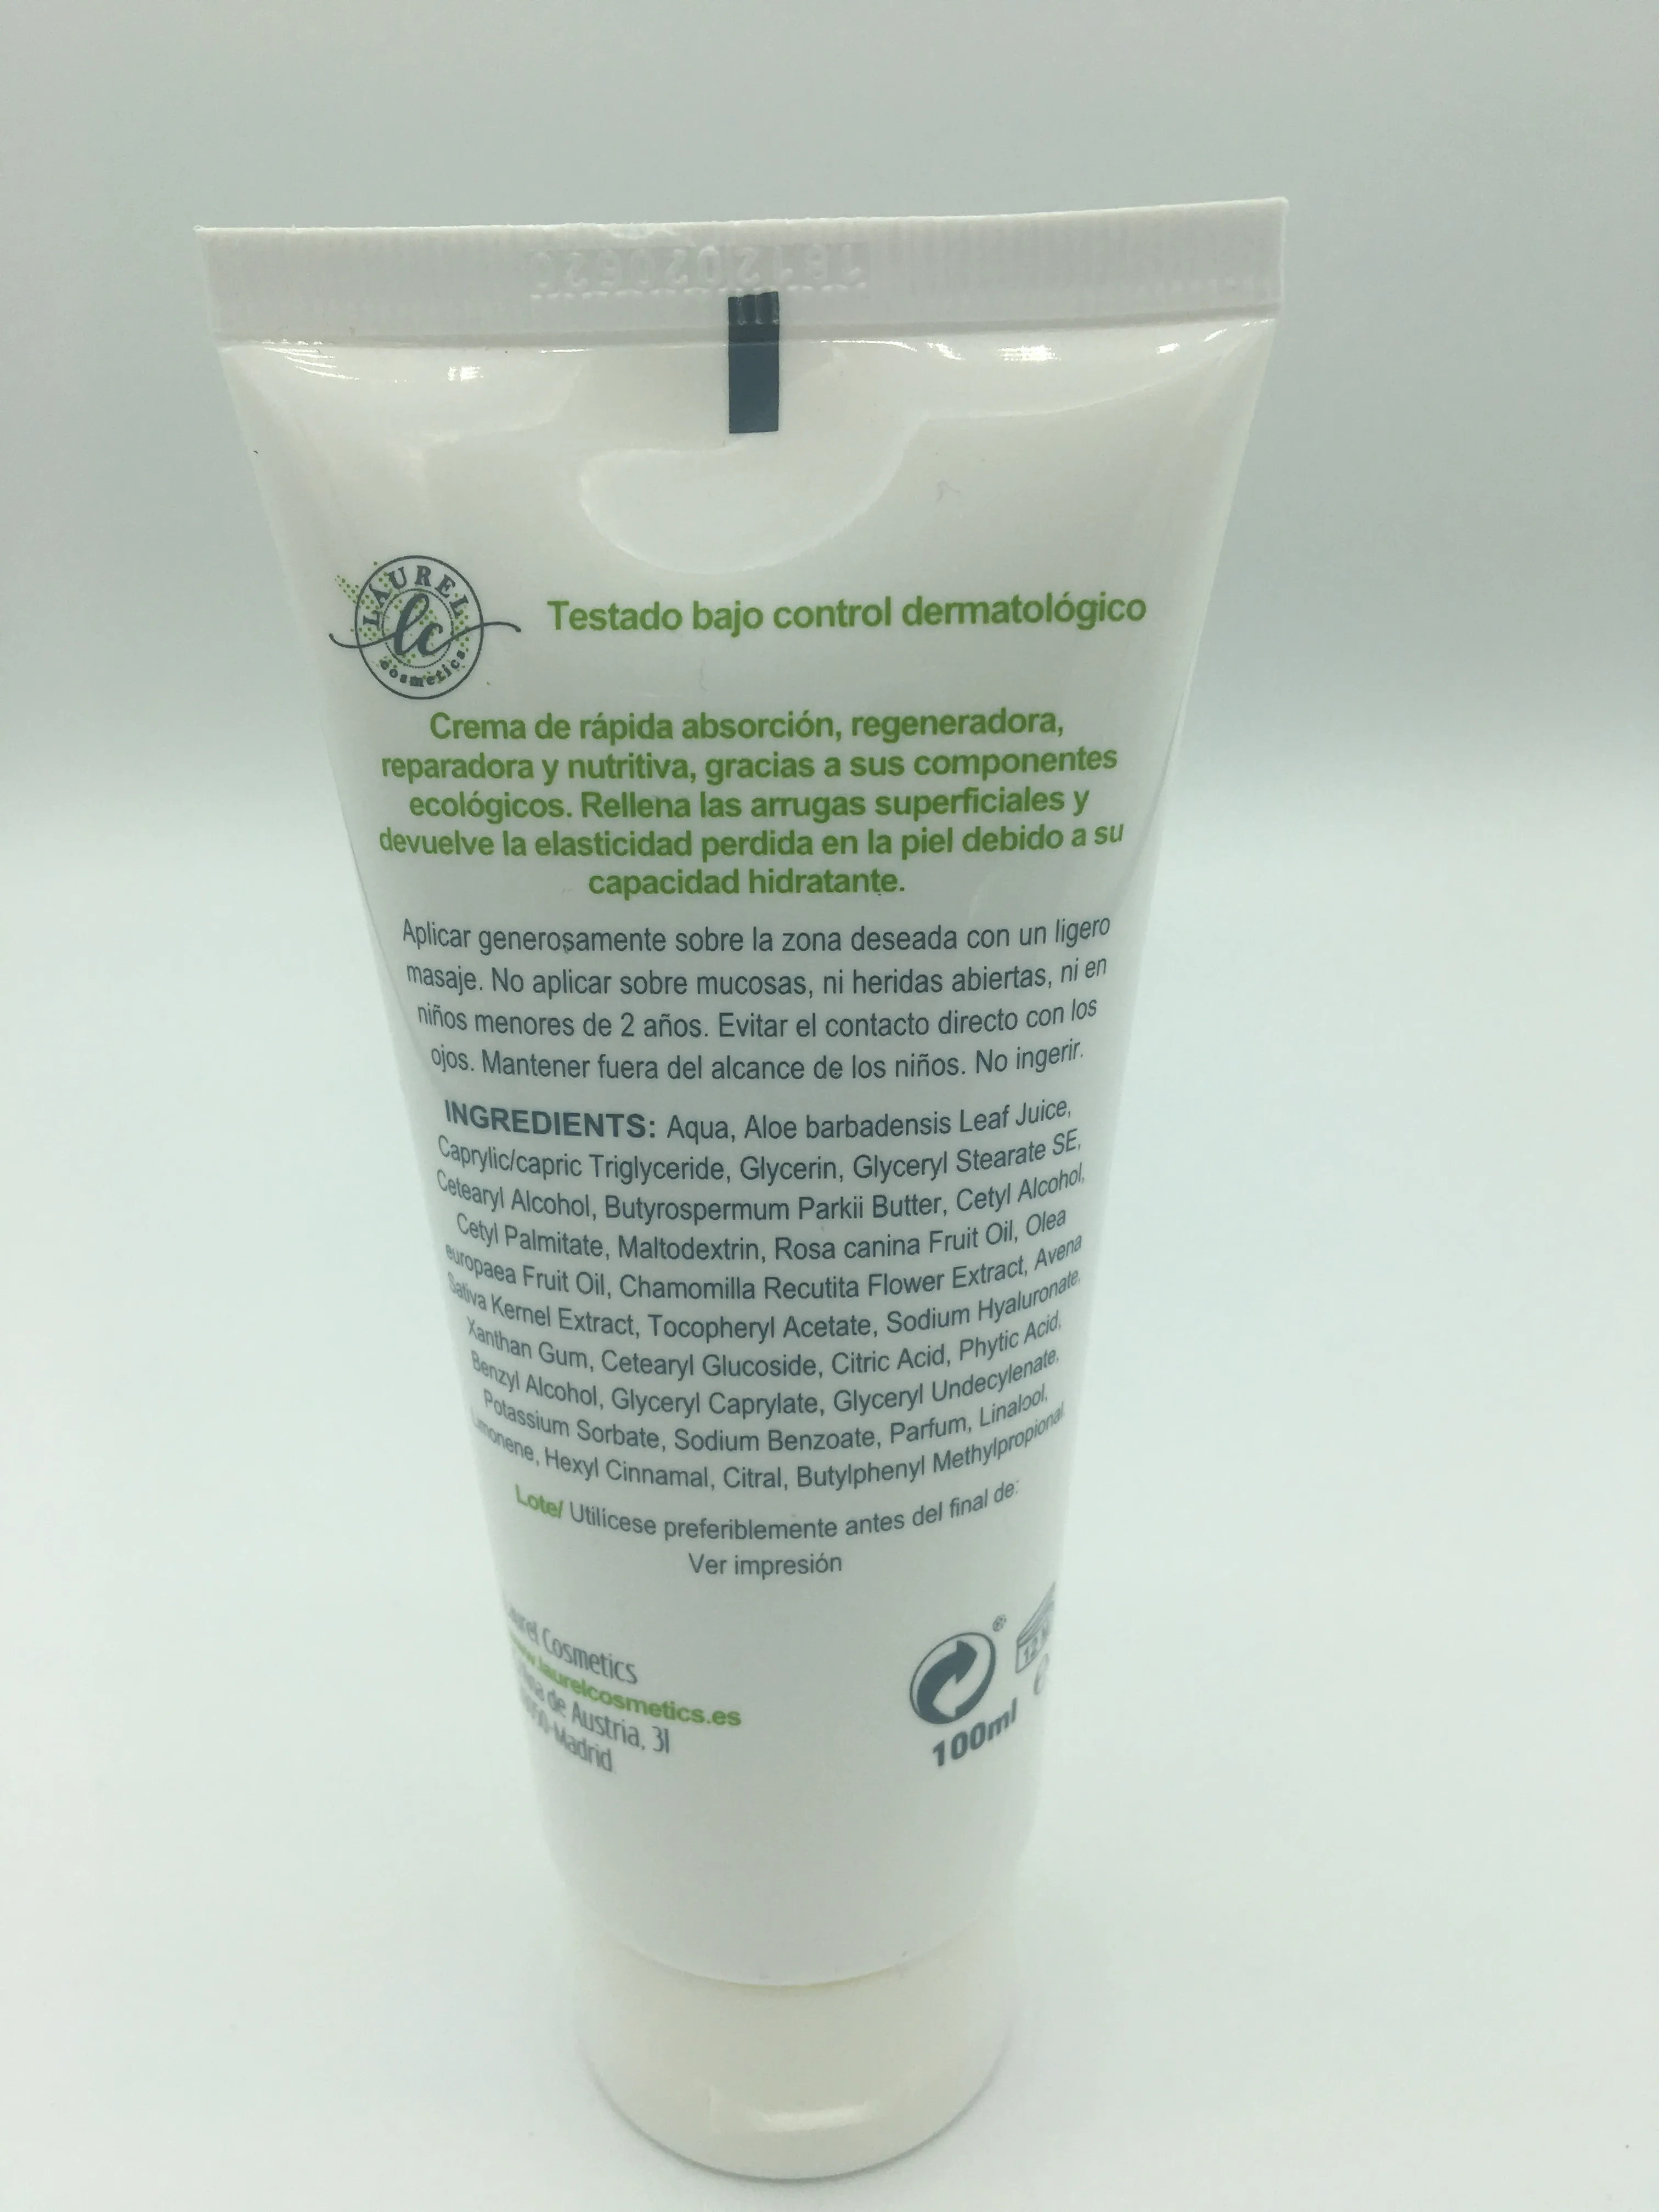 LAUREL
lc
cosmetics
Testado bajo control dermatológico
Crema de rápida absorción, regeneradora,
reparadora y nutritiva, gracias a sus componentes
ecológicos. Rellena las arrugas superficiales y
devuelve la elasticidad perdida en la piel debido a su
capacidad hidratante.
Aplicar generosamente sobre la zona deseada con un ligero
masaje. No aplicar sobre mucosas, ni heridas abiertas, ni en
niños menores de 2 años. Evitar el contacto directo con los
ojos. Mantener fuera del alcance de los niños. No ingerir.
INGREDIENTS: Aqua, Aloe barbadensis Leaf Juice,
Caprylic/capric Triglyceride, Glycerin, Glyceryl Stearate SE,
Cetearyl Alcohol, Butyrospermum Parkii Butter, Cetyl Alcohol,
Cetyl Palmitate, Maltodextrin, Rosa canina Fruit Oil, Olea
europaea Fruit Oil, Chamomilla Recutita Flower Extract, Avena
Sativa Kernel Extract, Tocopheryl Acetate, Sodium Hyaluronate,
Xanthan Gum, Cetearyl Glucoside, Citric Acid, Phytic Acid,
Benzyl Alcohol, Glyceryl Caprylate, Glyceryl Undecylenate,
Potassium Sorbate, Sodium Benzoate, Parfum, Linalool,
Limonene, Hexyl Cinnamal, Citral, Butylphenyl Methylpropional
Lote/ Utilícese preferiblemente antes del final de:
Ver impresión
Laurel Cosmetics
www.laurelcosmetics.es
de Austria, 31
Madrid
100ml